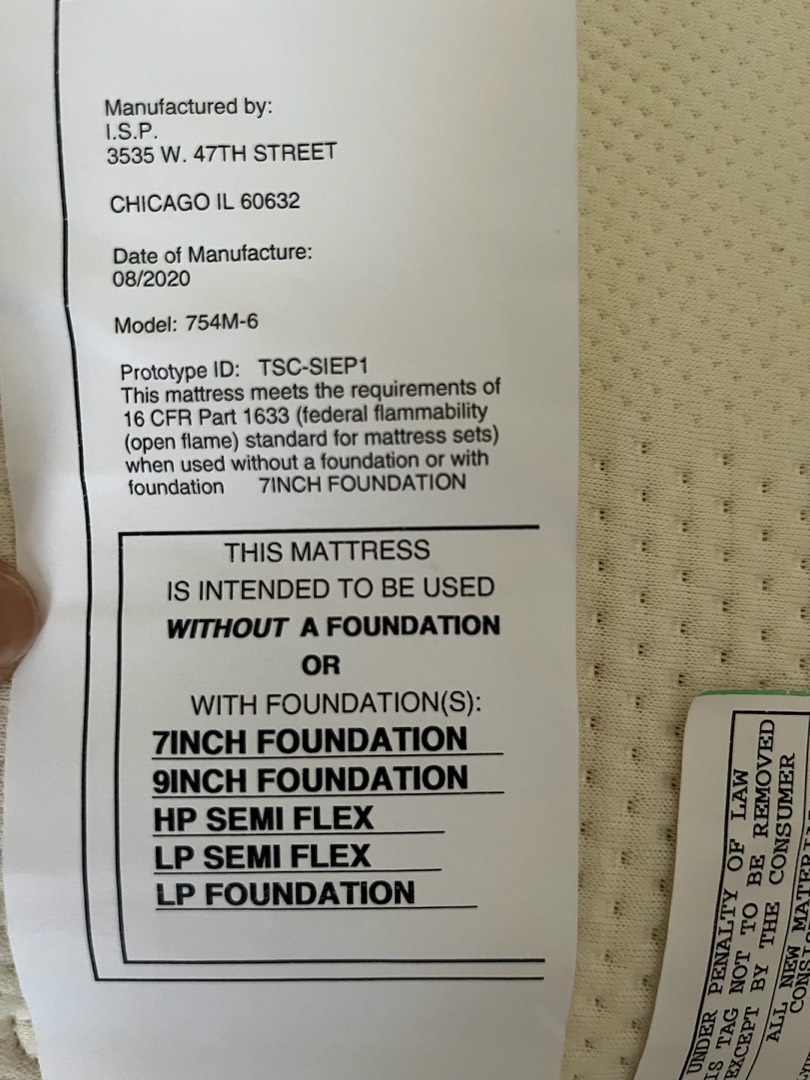 Manufactured by:
I.S.P.
3535 W. 47TH STREET
CHICAGO IL 60632
Date of Manufacture:
08/2020
Model: 754M-6
Prototype ID: TSC-SIEP1
This mattress meets the requirements of
16 CFR Part 1633 (federal flammability
(open flame) standard for mattress sets)
when used without a foundation or with
foundation 7INCH FOUNDATION
THIS MATTRESS
IS INTENDED TO BE USED
WITHOUT A FOUNDATION
OR
WITH FOUNDATION(S):
7INCH FOUNDATION
9INCH FOUNDATION
HP SEMI FLEX
LP SEMI FLEX
LP FOUNDATION
UNDER PENALTY OF LAW
IS TAG NOT TO BE REMOVED
EXCEPT BY THE CONSUMER
ALL NEW MATERI